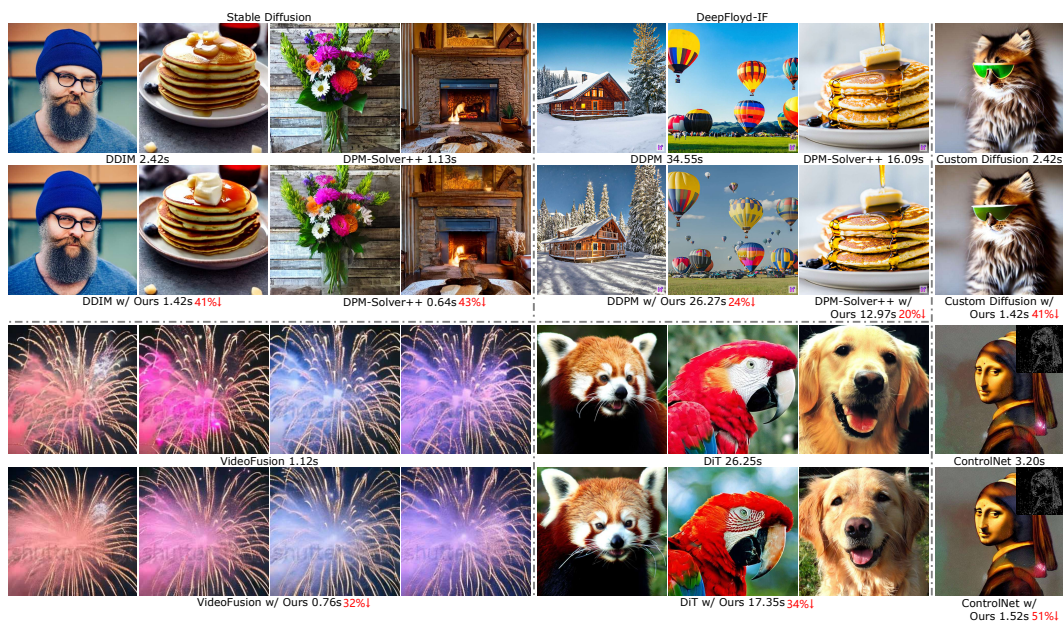 Stable Diffusion
DeepFloyd-IF
DDIM 2.42s
DPM-Solver++ 1.13s
DDPM 34.55s
DPM-Solver++ 16.09s
Custom Diffusion 2.42s
DDIM w/ Ours 1.42s 41%↓
DPM-Solver++ 0.64s 43%↓
DDPM w/ Ours 26.27s 24%↓
DPM-Solver++ w/
Ours 12.97s 20%↓
Custom Diffusion w/
Ours 1.42s 41%↓
VideoFusion 1.12s
DiT 26.25s
ControlNet 3.20s
VideoFusion w/ Ours 0.76s 32%↓
DiT w/ Ours 17.35s 34%↓
ControlNet w/
Ours 1.52s 51%↓